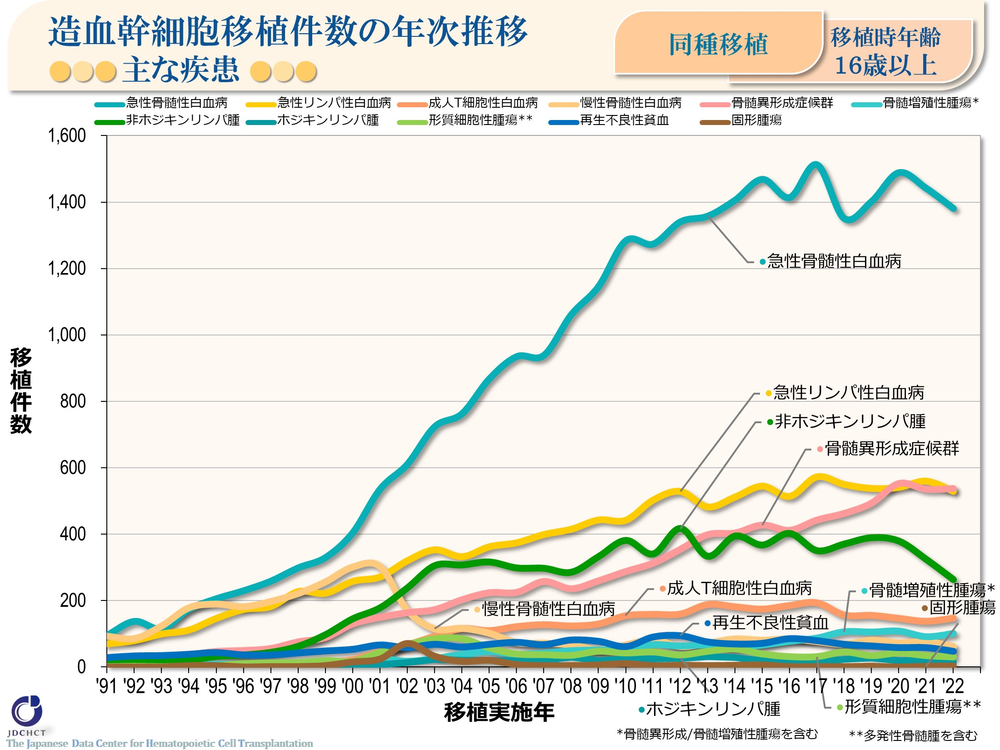 造血幹細胞移植件数の年次推移
主な疾患
同種移植
移植時年齢
16歳以上
急性骨髄性白血病 急性リンパ性白血病 成人T細胞性白血病 慢性骨髄性白血病 骨髄異形成症候群 骨髄増殖性腫瘍*
非ホジキンリンパ腫 ホジキンリンパ腫 形質細胞性腫瘍** 再生不良性貧血 固形腫瘍
1,600
1,400
1,200
1,000
800
600
400
200
0
移植件数
急性骨髄性白血病
急性リンパ性白血病
非ホジキンリンパ腫
骨髄異形成症候群
成人T細胞性白血病
骨髄増殖性腫瘍*
慢性骨髄性白血病
固形腫瘍
再生不良性貧血
'91 '92 '93 '94 '95 '96 '97 '98 '99 '00 '01 '02 '03 '04 '05 '06 '07 '08 '09 '10 '11 '12 '13 '14 '15 '16 '17 '18 '19 '20 '21 '22
移植実施年
ホジキンリンパ腫
形質細胞性腫瘍**
*骨髄異形成/骨髄増殖性腫瘍を含む
**多発性骨髄腫を含む
JDCHCT
The Japanese Data Center for Hematopoietic Cell Transplantation